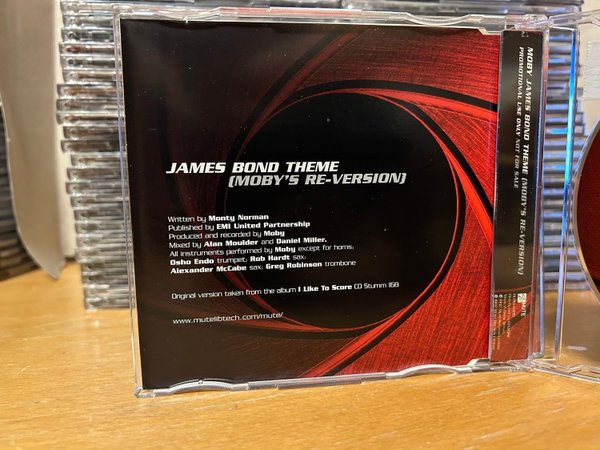 JAMES BOND THEME
(MOBY'S RE-VERSION)
Written by Monty Norman
Published by EMI United Partnership
Produced and recorded by Moby
Mixed by Alan Moulder and Daniel Miller.
All instruments performed by Moby except for horns:
Osho Endo trumpet; Rob Hardt sax;
Alexander McCabe sax; Greg Robinson trombone
Original version taken from the album I Like To Score CD Stumm 168
www.mutelibtech.com/mute/
MOBY JAMES BOND THEME (MOBY'S RE-VERSION)
PROMOTIONAL USE ONLY NOT FOR SALE
MUTE